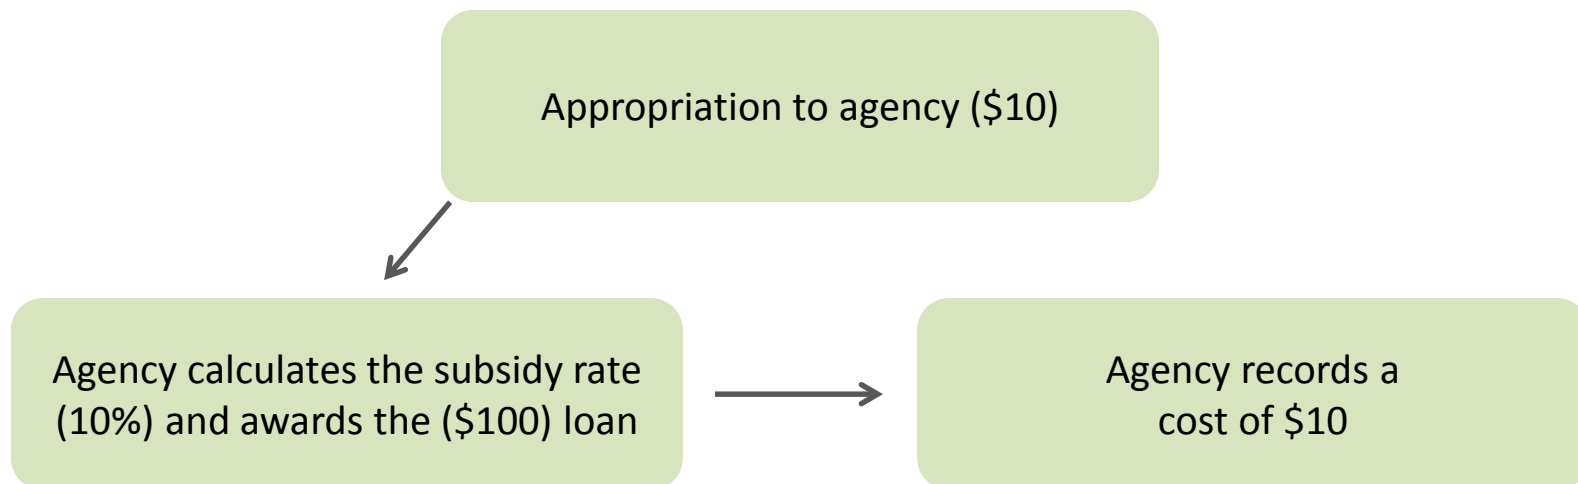 Appropriation to agency ($10)
Agency calculates the subsidy rate
(10%) and awards the ($100) loan
Agency records a
cost of $10